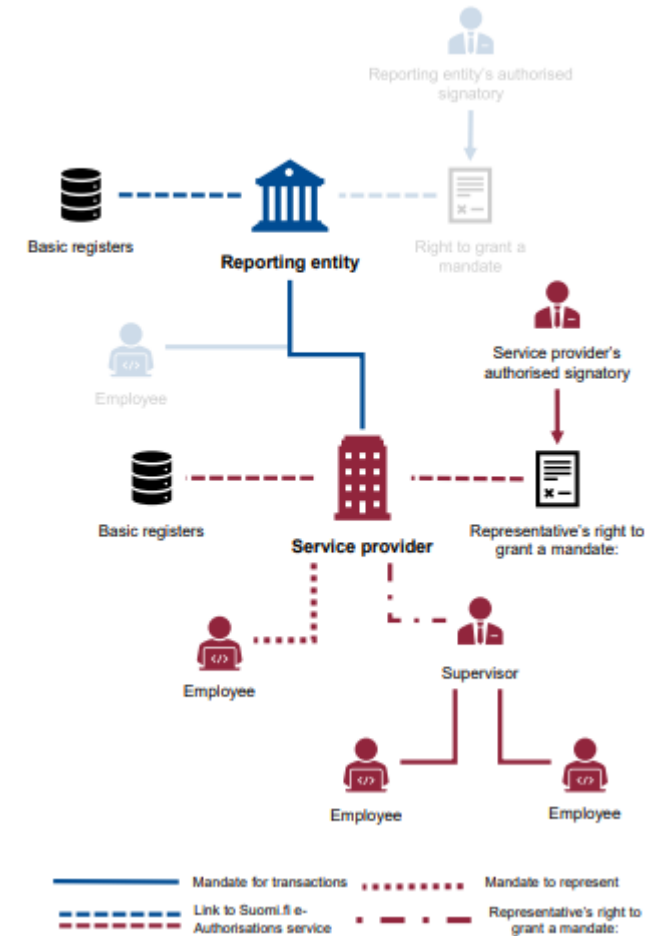 Reporting entity's authorised
signatory
Basic registers
Reporting entity
Right to grant a
mandate
Service provider's
authorised signatory
Employee
Basic registers
Service provider
Representative's right to
grant a mandate:
Employee
Supervisor
Employee
Employee
Mandate for transactions
Mandate to represent
Link to Suomi.fi e-
Authorisations service
Representative's right to
grant a mandate: